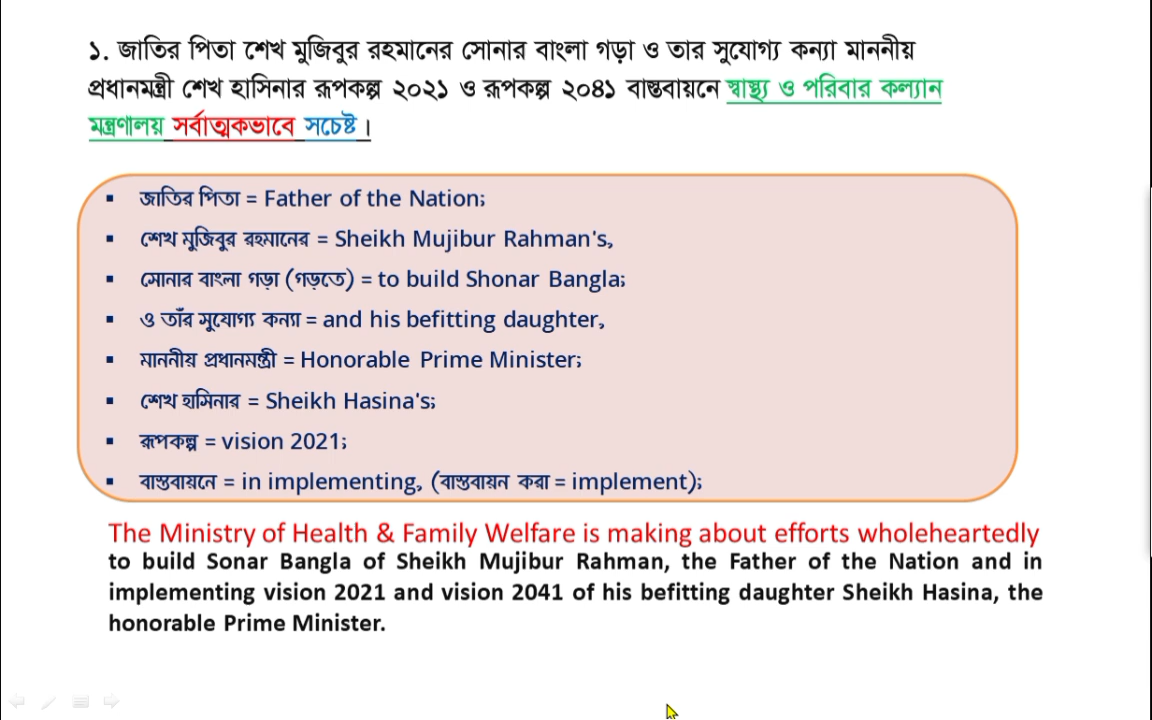 ১. জাতির পিতা শেখ মুজিবুর রহমানের সোনার বাংলা গড়া ও তার সুযোগ্য কন্যা মাননীয়
প্রধানমন্ত্রী শেখ হাসিনার রূপকল্প ২০২১ ও রূপকল্প ২০৪১ বাস্তবায়নে স্বাস্থ্য ও পরিবার কল্যান
মন্ত্রণালয় সর্বাত্মকভাবে সচেষ্ট।
▪ জাতির পিতা = Father of the Nation;
▪ শেখ মুজিবুর রহমানের = Sheikh Mujibur Rahman's,
▪ সোনার বাংলা গড়া (গড়তে) = to build Shonar Bangla;
▪ ও তাঁর সুযোগ্য কন্যা = and his befitting daughter,
▪ মাননীয় প্রধানমন্ত্রী = Honorable Prime Minister;
▪ শেখ হাসিনার = Sheikh Hasina's;
▪ রূপকল্প = vision 2021;
▪ বাস্তবায়নে = in implementing, (বাস্তবায়ন করা = implement);
The Ministry of Health & Family Welfare is making about efforts wholeheartedly
to build Sonar Bangla of Sheikh Mujibur Rahman, the Father of the Nation and in
implementing vision 2021 and vision 2041 of his befitting daughter Sheikh Hasina, the
honorable Prime Minister.